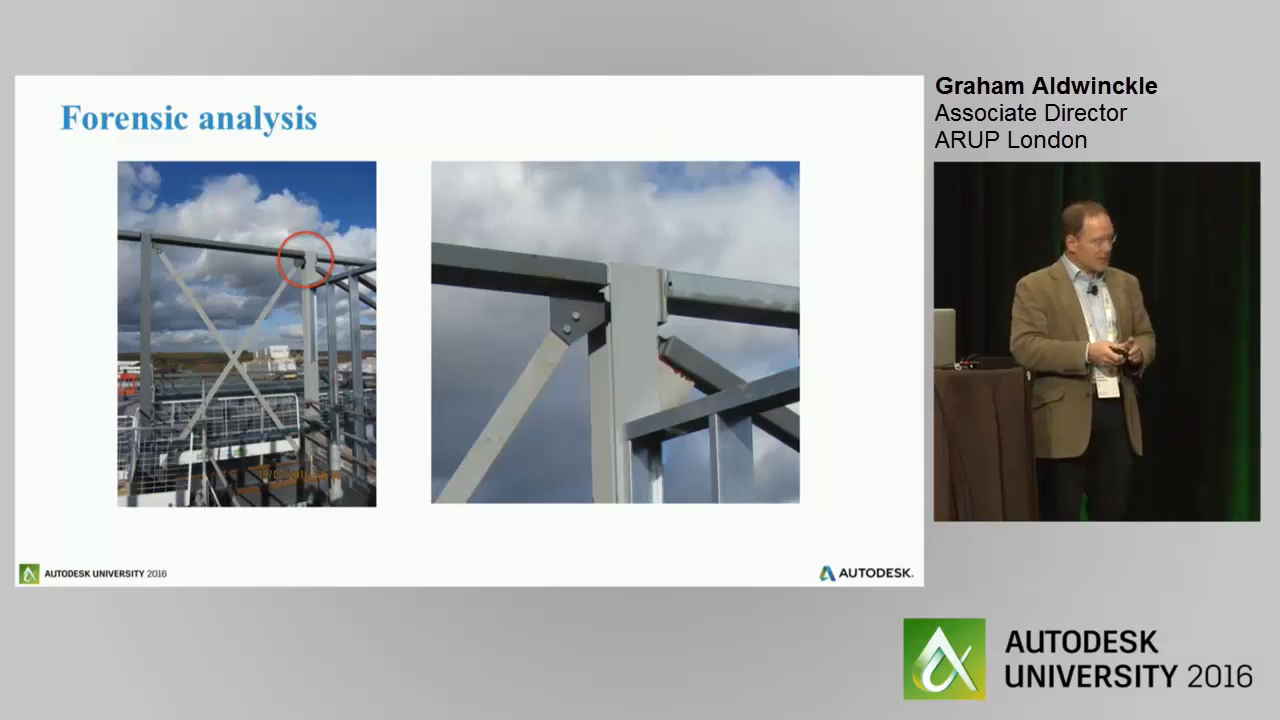 Forensic analysis
AUTODESK UNIVERSITY 2016
AUTODESK.
Graham Aldwinckle
Associate Director
ARUP London
AUTODESK
UNIVERSITY 2016